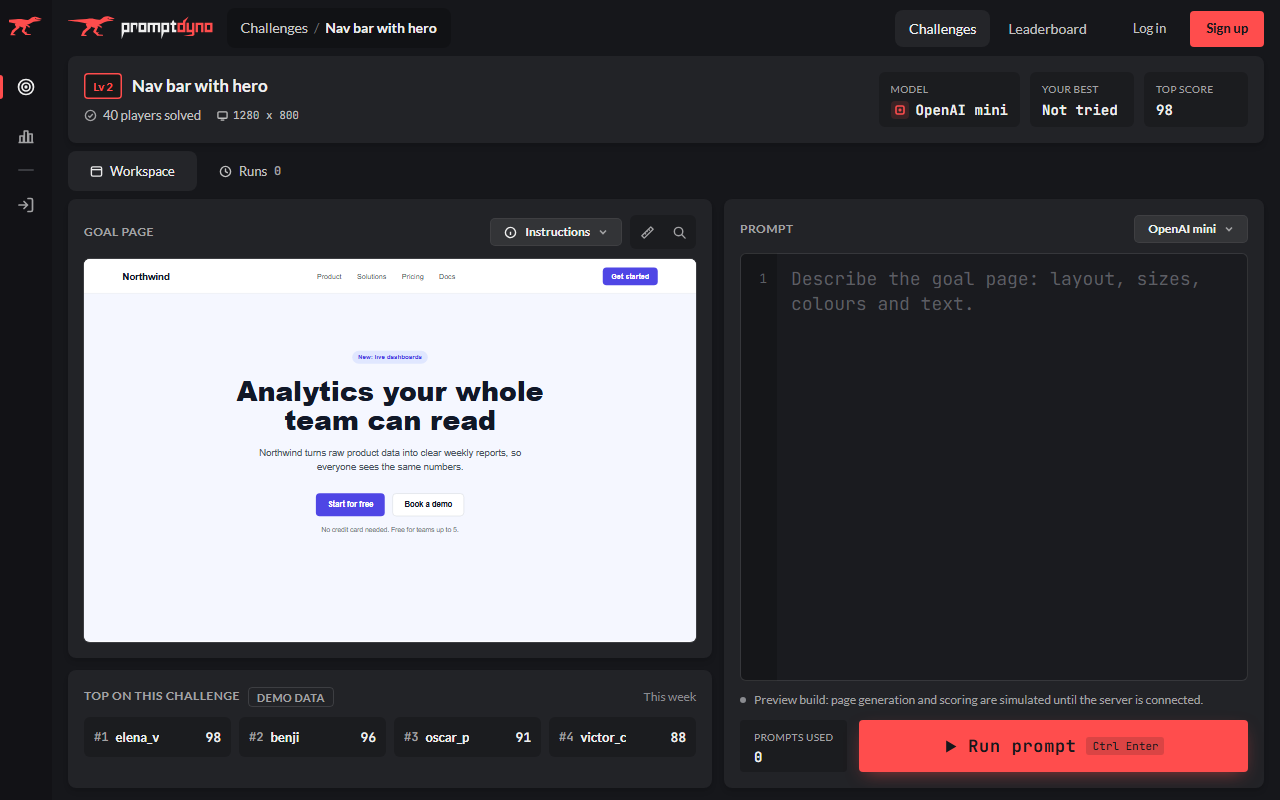 promptdyno
Challenges / Nav bar with hero
Challenges
Leaderboard
Log in
Sign up
Lv 2
Nav bar with hero
40 players solved
1280 x 800
MODEL
OpenAI mini
YOUR BEST
Not tried
TOP SCORE
98
Workspace
Runs 0
GOAL PAGE
Instructions
Northwind
Product
Solutions
Pricing
Docs
Get started
New: live dashboards
Analytics your whole
team can read
Northwind turns raw product data into clear weekly reports, so
everyone sees the same numbers.
Start for free
Book a demo
No credit card needed. Free for teams up to 5.
TOP ON THIS CHALLENGE
DEMO DATA
This week
#1 elena_v 98
#2 benji 96
#3 oscar_p 91
#4 victor_c 88
PROMPT
OpenAI mini
1
Describe the goal page: layout, sizes,
colours and text.
Preview build: page generation and scoring are simulated until the server is connected.
PROMPTS USED
0
Run prompt
Ctrl Enter